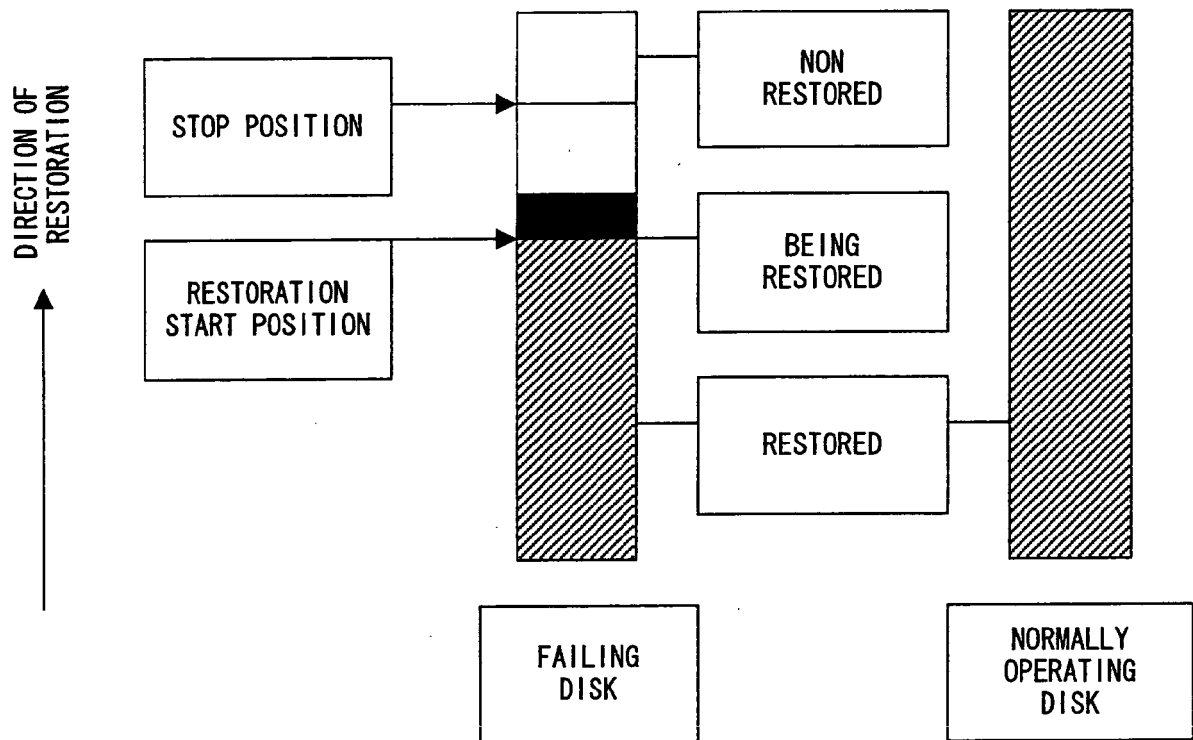 DIRECTION OF
RESTORATION
STOP POSITION
RESTORATION
START POSITION
NON
RESTORED
BEING
RESTORED
RESTORED
FAILING
DISK
NORMALLY
OPERATING
DISK